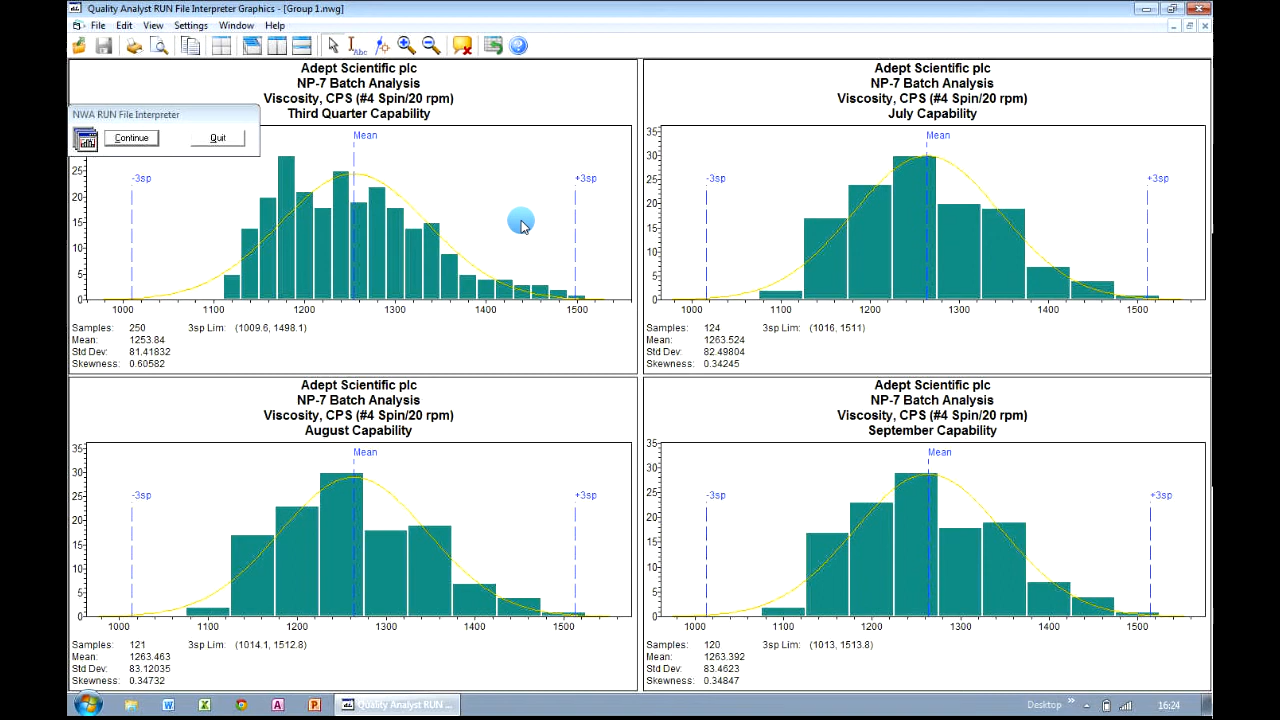 Quality Analyst RUN File Interpreter Graphics - [Group 1.nwg]
File Edit View Settings Window Help
Abc
Adept Scientific plc
NP-7 Batch Analysis
Viscosity, CPS (#4 Spin/20 rpm)
Third Quarter Capability
NWA RUN File Interpreter
Continue Quit
Mean
-3sp +3sp
25
20
15
10
5
0
1000 1100 1200 1300 1400 1500
Samples: 250 3sp Lim: (1009.6, 1498.1)
Mean: 1253.84
Std Dev: 81.41832
Skewness: 0.60582
Adept Scientific plc
NP-7 Batch Analysis
Viscosity, CPS (#4 Spin/20 rpm)
July Capability
Mean
-3sp +3sp
35
30
25
20
15
10
5
0
1000 1100 1200 1300 1400 1500
Samples: 124 3sp Lim: (1016, 1511)
Mean: 1263.524
Std Dev: 82.49804
Skewness: 0.34245
Adept Scientific plc
NP-7 Batch Analysis
Viscosity, CPS (#4 Spin/20 rpm)
August Capability
Mean
-3sp +3sp
35
30
25
20
15
10
5
0
1000 1100 1200 1300 1400 1500
Samples: 121 3sp Lim: (1014.1, 1512.8)
Mean: 1263.463
Std Dev: 83.12035
Skewness: 0.34732
Adept Scientific plc
NP-7 Batch Analysis
Viscosity, CPS (#4 Spin/20 rpm)
September Capability
Mean
-3sp +3sp
35
30
25
20
15
10
5
0
1000 1100 1200 1300 1400 1500
Samples: 120 3sp Lim: (1013, 1513.8)
Mean: 1263.392
Std Dev: 83.4623
Skewness: 0.34847
Quality Analyst RUN ... Desktop » 16:24